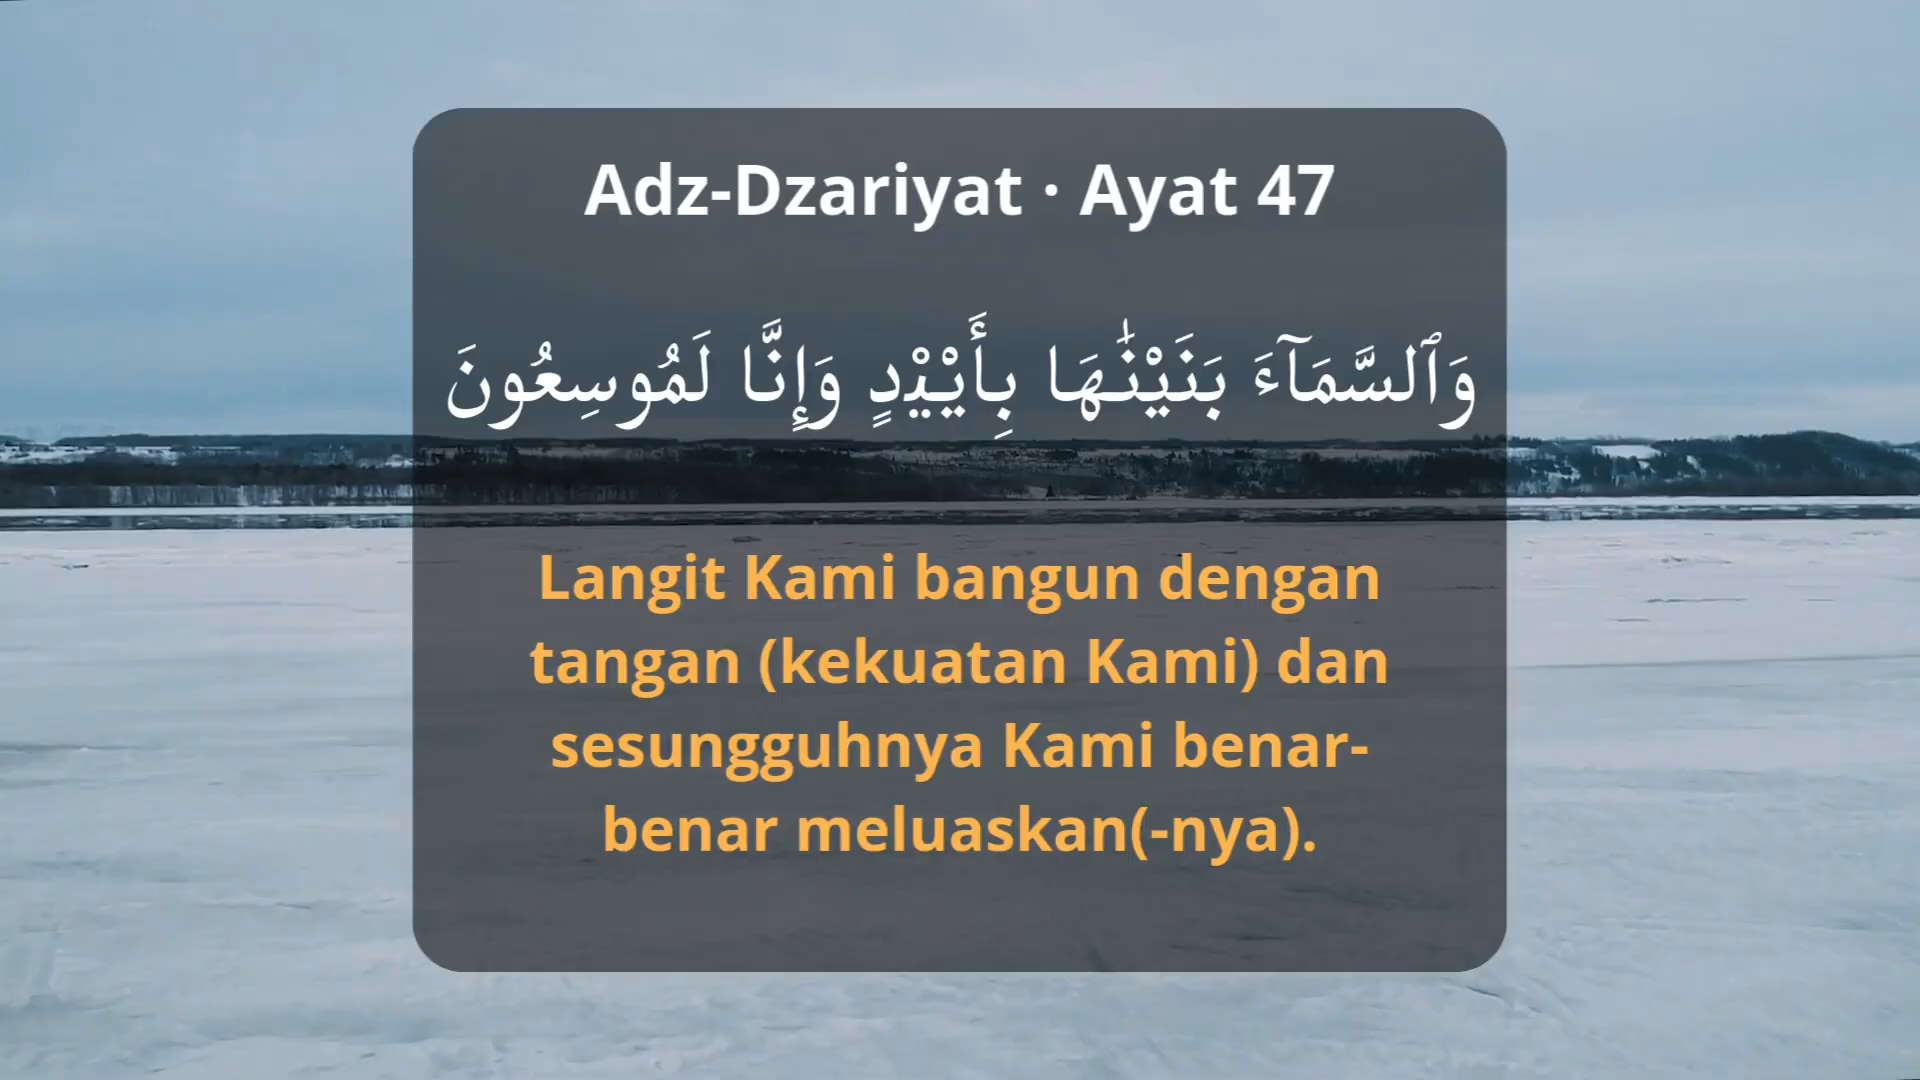 Adz-Dzariyat · Ayat 47
وَٱلسَّمَآءَ بَنَيْنَٰهَا بِأَيْيْدٍ وَإِنَّا لَمُوسِعُونَ
Langit Kami bangun dengan
tangan (kekuatan Kami) dan
sesungguhnya Kami benar-
benar meluaskan(-nya).